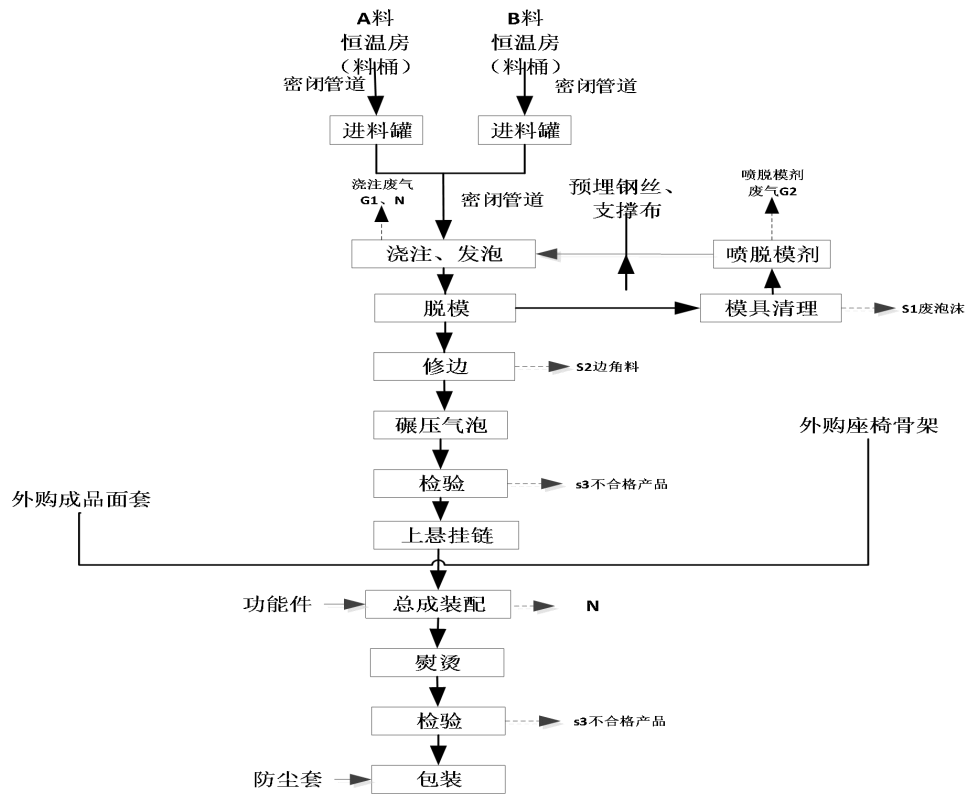 A料
恒温房
（料桶）
B料
恒温房
（料桶）
密闭管道
密闭管道
进料罐
进料罐
浇注废气
G1、N
密闭管道
预埋钢丝、
支撑布
喷脱模剂
废气G2
浇注、发泡
喷脱模剂
脱模
模具清理
S1废泡沫
修边
S2边角料
碾压气泡
外购座椅骨架
检验
s3不合格产品
外购成品面套
上悬挂链
功能件
总成装配
N
熨烫
检验
s3不合格产品
防尘套
包装